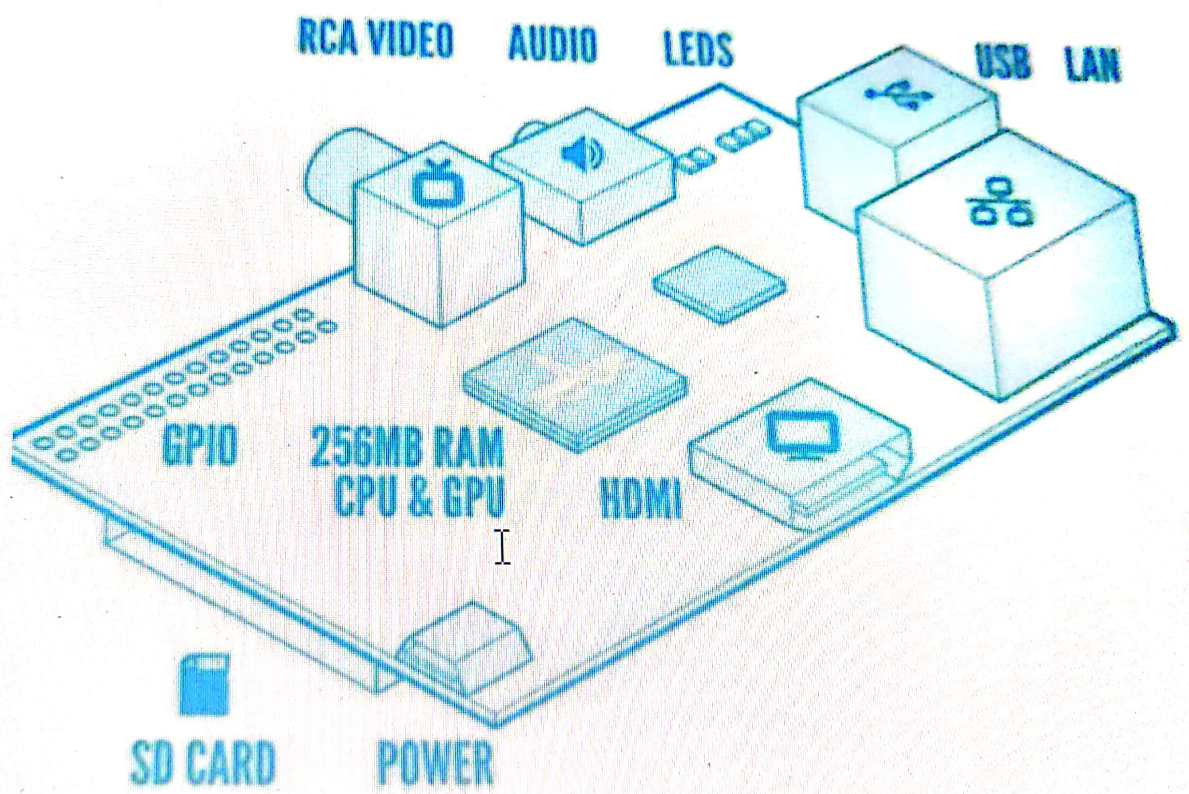 RCA VIDEO AUDIO LEDS USB LAN
GPIO
256MB RAM
CPU & GPU
HDMI
SD CARD
POWER